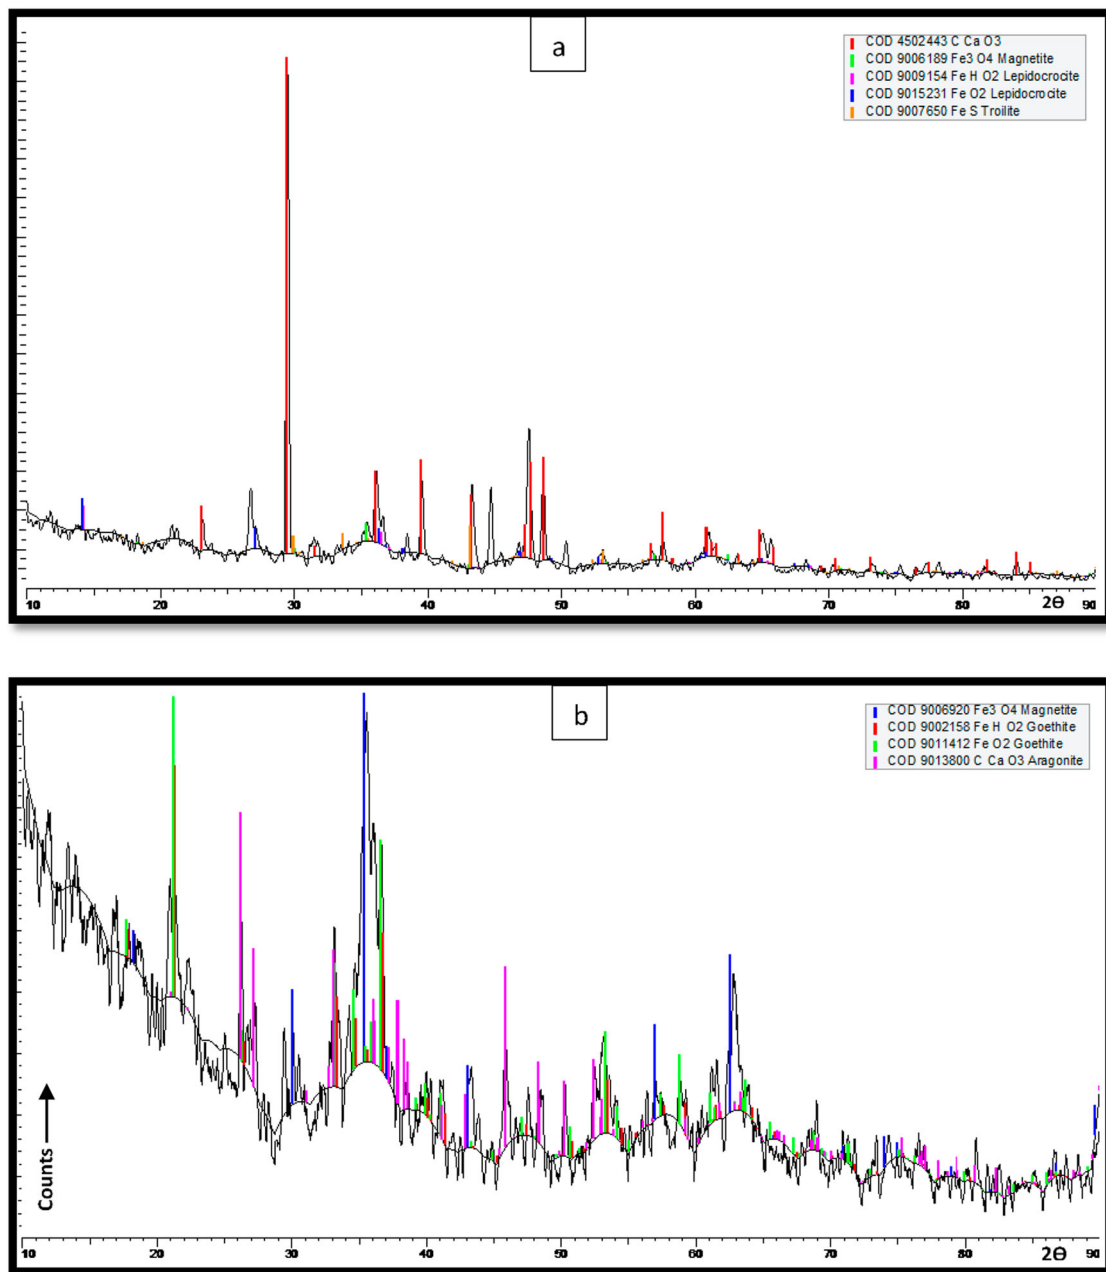 a
COD 4502443 C Ca O3
COD 9006189 Fe3 O4 Magnetite
COD 9009154 Fe H O2 Lepidocrocite
COD 9015231 Fe O2 Lepidocrocite
COD 9007650 Fe S Troilite
10 20 30 40 50 60 70 80 2Θ 90
b
COD 9006920 Fe3 O4 Magnetite
COD 9002158 Fe H O2 Goethite
COD 9011412 Fe O2 Goethite
COD 9013800 C Ca O3 Aragonite
Counts
10 20 30 40 50 60 70 80 2Θ 90